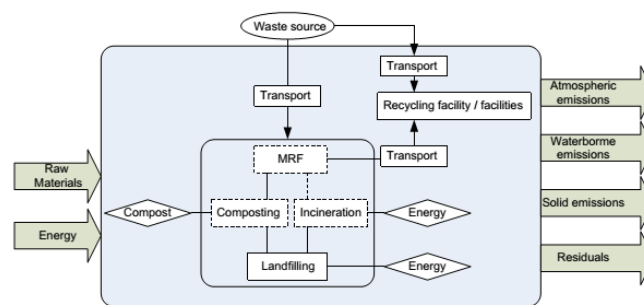 Waste source
Transport
Atmospheric
emissions
Transport
Recycling facility / facilities
Waterborme
emissions
MRF
Transport
Raw
Materials
Compost
Composting
Incineration
Energy
Solid emissions
Energy
Landfilling
Energy
Residuals